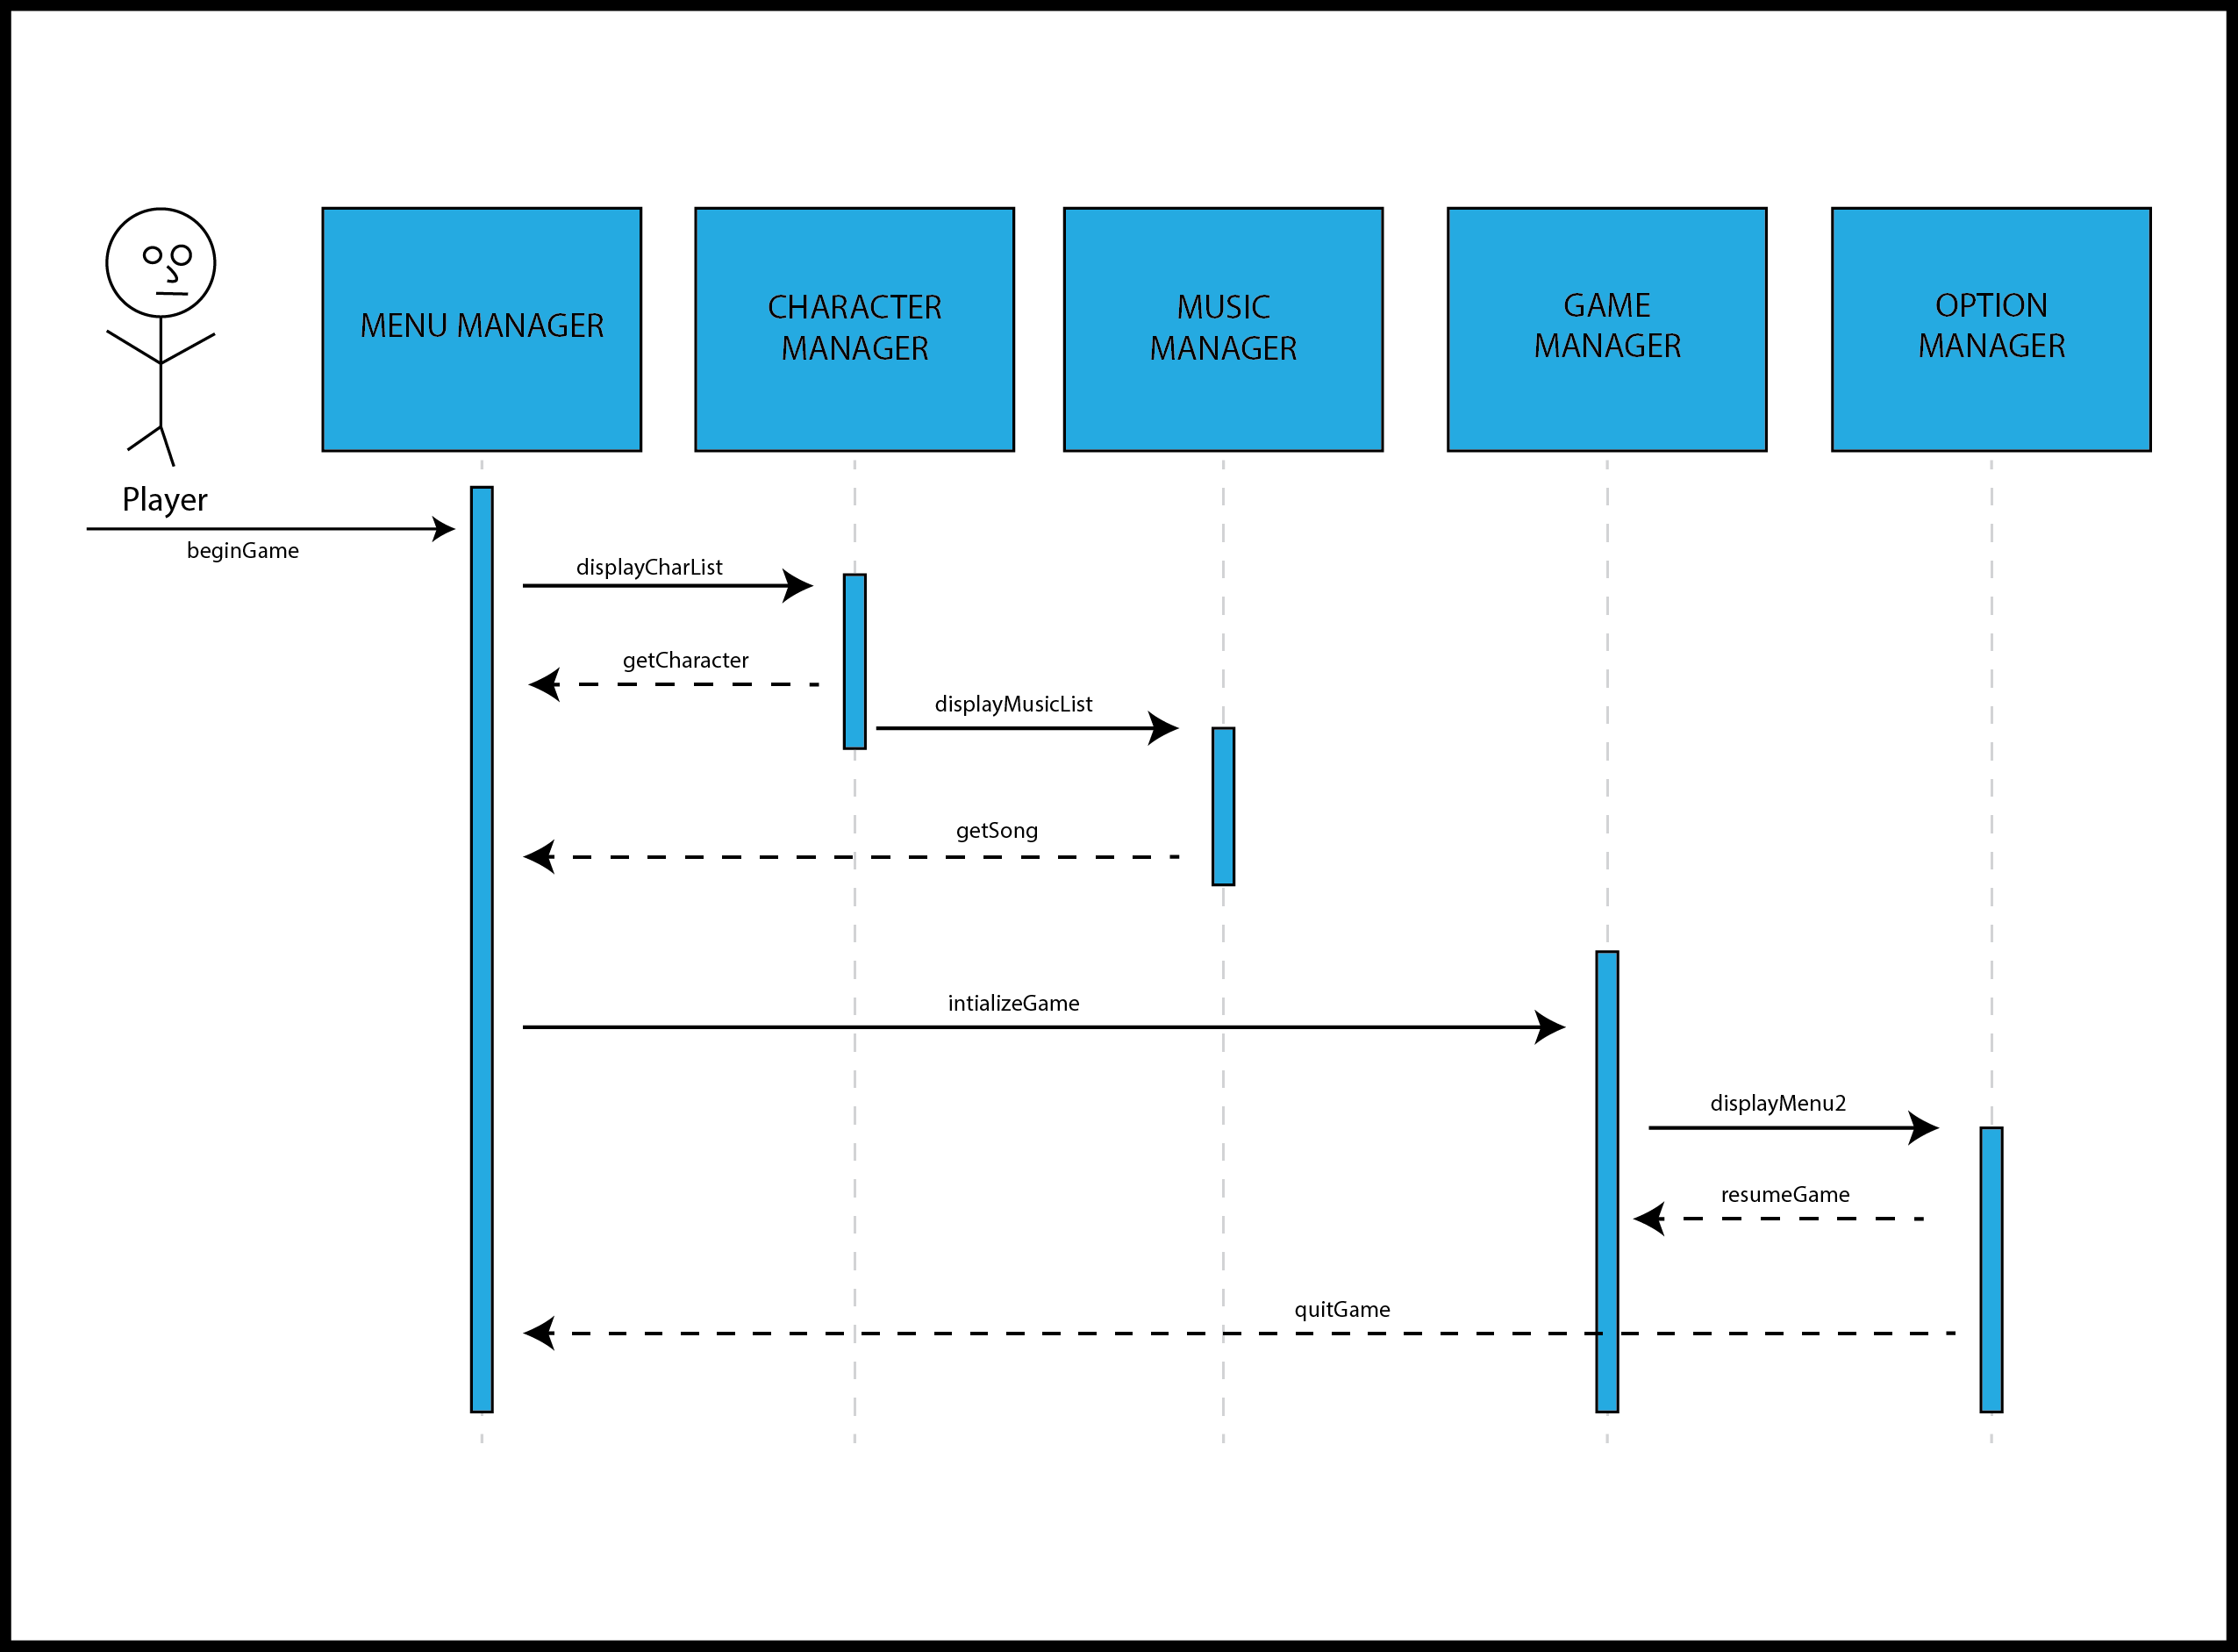 MENU MANAGER
CHARACTER
MANAGER
MUSIC
MANAGER
GAME
MANAGER
OPTION
MANAGER
Player
beginGame
displayCharList
getCharacter
displayMusicList
getSong
intializeGame
displayMenu2
resumeGame
quitGame